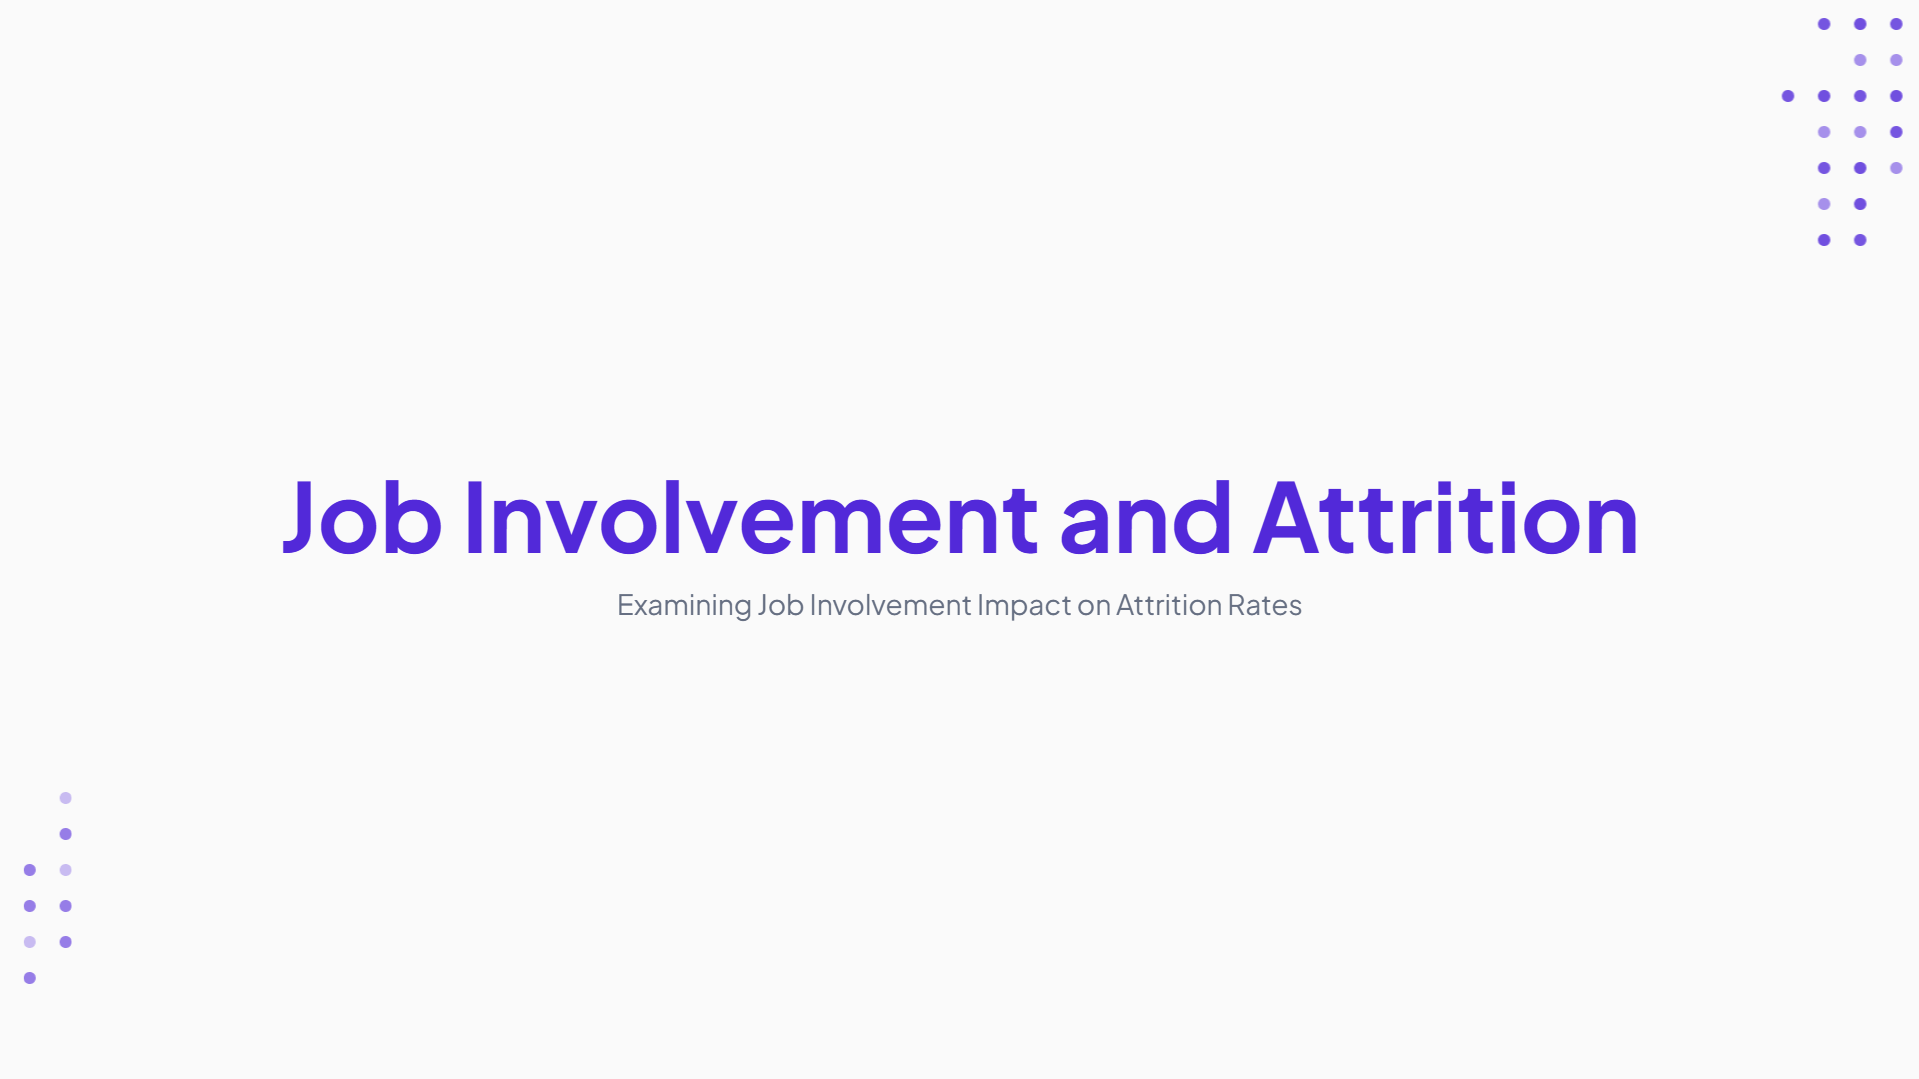 Job Involvement and Attrition
Examining Job Involvement Impact on Attrition Rates